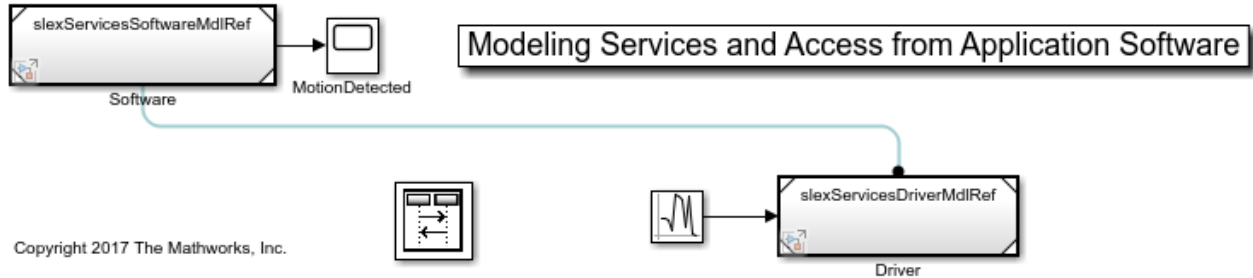 slexServicesSoftwareMdlRef
Modeling Services and Access from Application Software
MotionDetected
Software
slexServicesDriverMdlRef
Copyright 2017 The Mathworks, Inc.
Driver